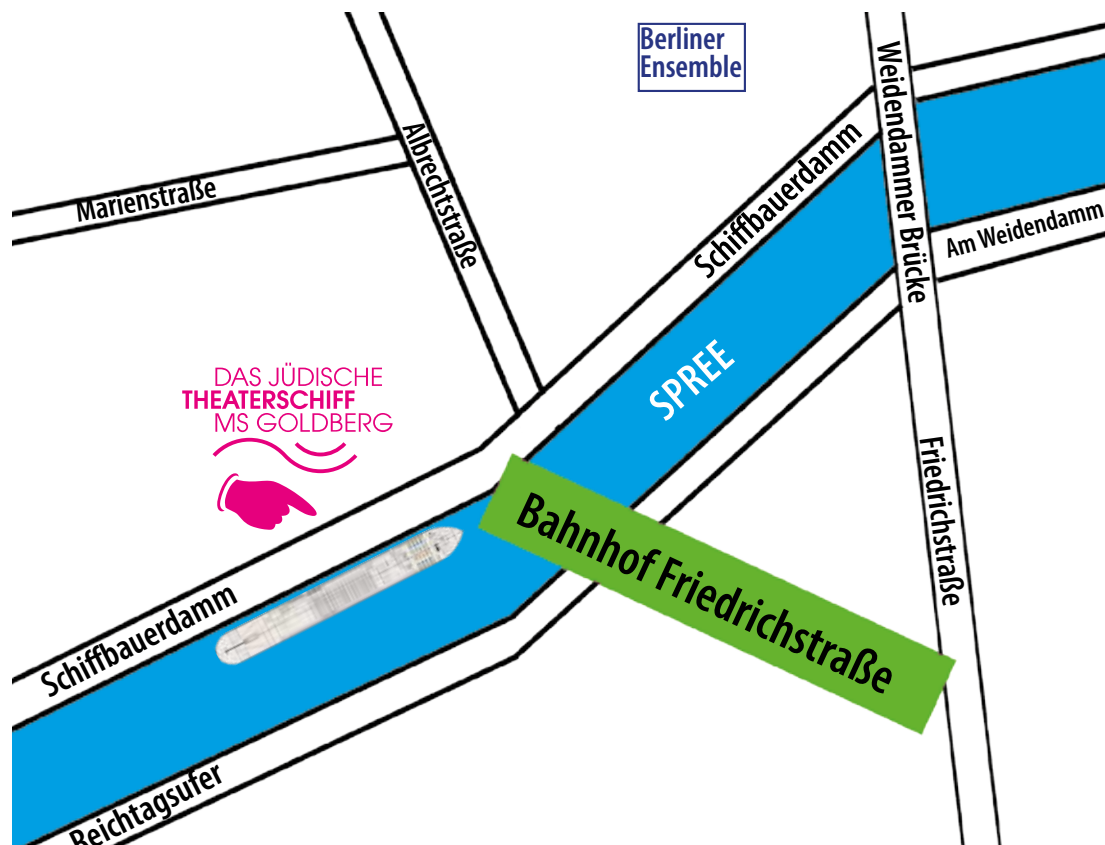 Berliner
Ensemble
Weidendammer Brücke
Albrechtstraße
Schiffbauerdamm
Marienstraße
Am Weidendamm
SPREE
DAS JÜDISCHE
THEATERSCHIFF
MS GOLDBERG
Friedrichstraße
Bahnhof Friedrichstraße
Schiffbauerdamm
Reichtagsufer